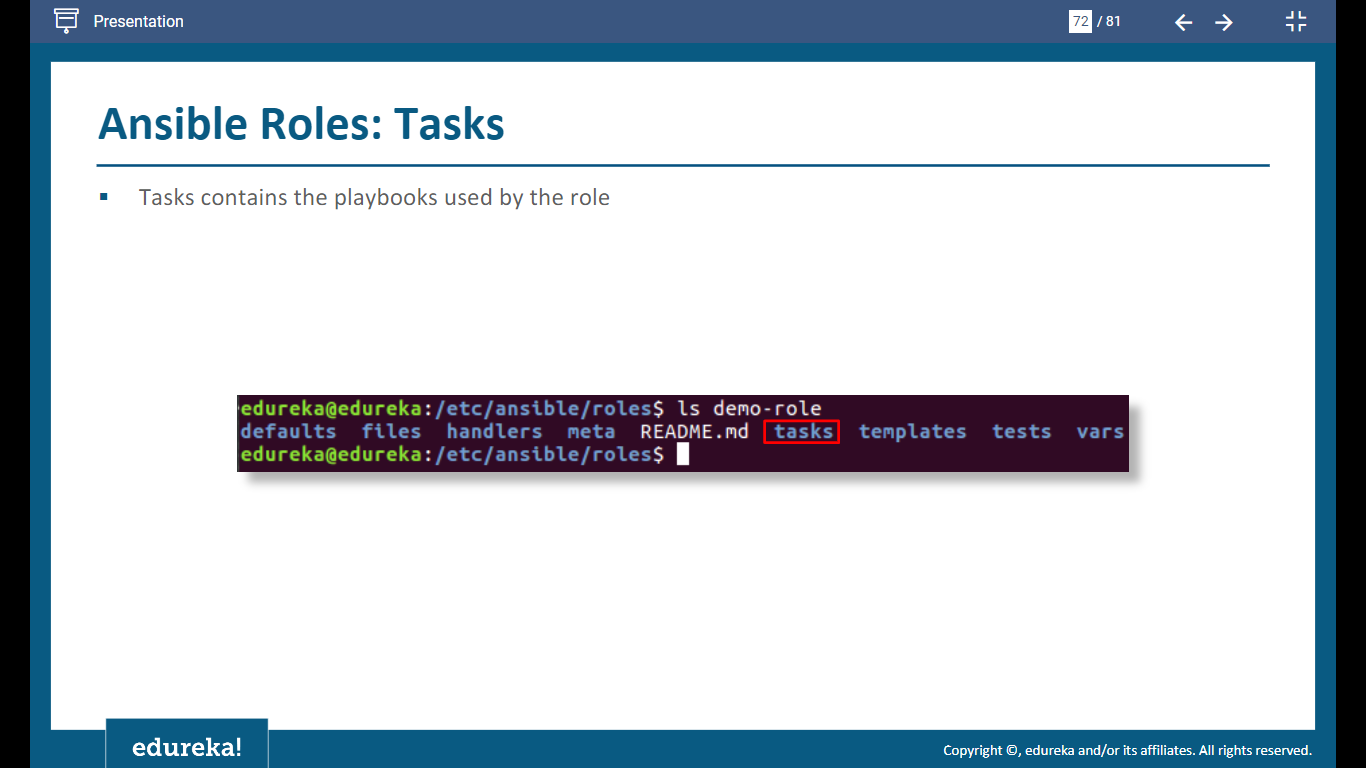 Presentation
72 / 81
Ansible Roles: Tasks
Tasks contains the playbooks used by the role
edureka@edureka:/etc/ansible/roles$ ls demo-role
defaults files handlers meta README.md tasks templates tests vars
edureka@edureka:/etc/ansible/roles$
edureka!
Copyright ©, edureka and/or its affiliates. All rights reserved.